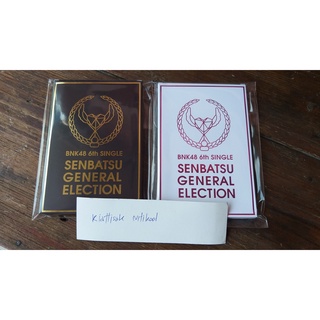 BNK48 6th SINGLE
SENBATSU
GENERAL
ELECTION
BNK48 6th SINGLE
SENBATSU
GENERAL
ELECTION